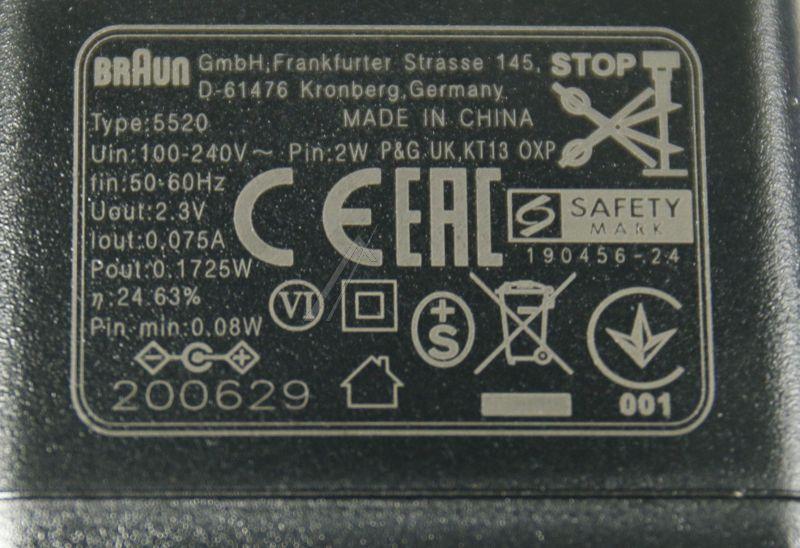 BRAUN GmbH,Frankfurter Strasse 145,
D-61476 Kronberg,Germany
STOP
Type:5520 MADE IN CHINA
Uin:100-240V~ Pin:2W P&G UK,KT13 0XP
fin:50-60Hz
Uout:2.3V
Iout:0,075A
Pout:0.1725W
η:24.63%
Pin min:0.08W
200629
CE EAC
SAFETY
MARK
190456-24
VI
+S
001